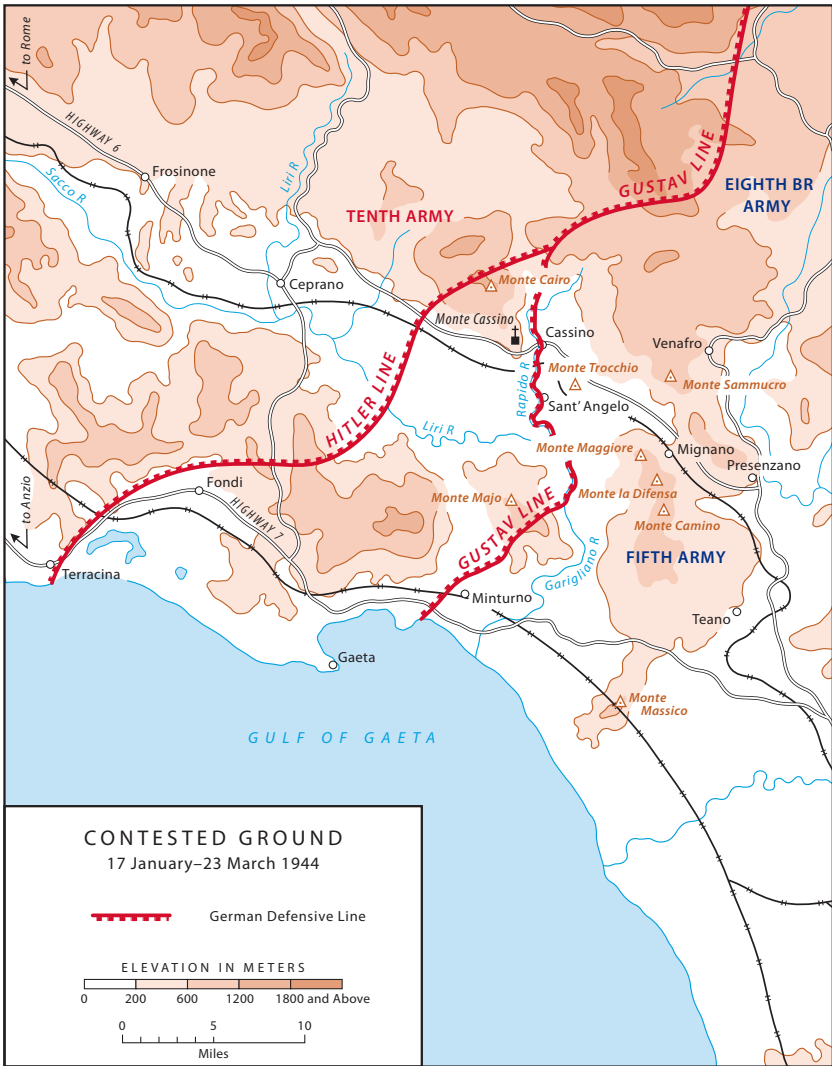 to Rome
HIGHWAY 6
Frosinone
Sacco R
Liri R
TENTH ARMY
GUSTAV LINE
EIGHTH BR
ARMY
Ceprano
Monte Cairo
Monte Cassino
Cassino
Venafro
Monte Trocchio
Monte Sammucro
Rapido R
Sant' Angelo
HITLER LINE
Liri R
Monte Maggiore
Mignano
Presenzano
Fondi
HIGHWAY 7
Monte Majo
GUSTAV LINE
Monte la Difensa
Monte Camino
to Anzio
Terracina
Garigliano R
FIFTH ARMY
Minturno
Teano
Gaeta
Monte
Massico
GULF OF GAETA
CONTESTED GROUND
17 January–23 March 1944
German Defensive Line
ELEVATION IN METERS
0 200 600 1200 1800 and Above
0 5 10
Miles